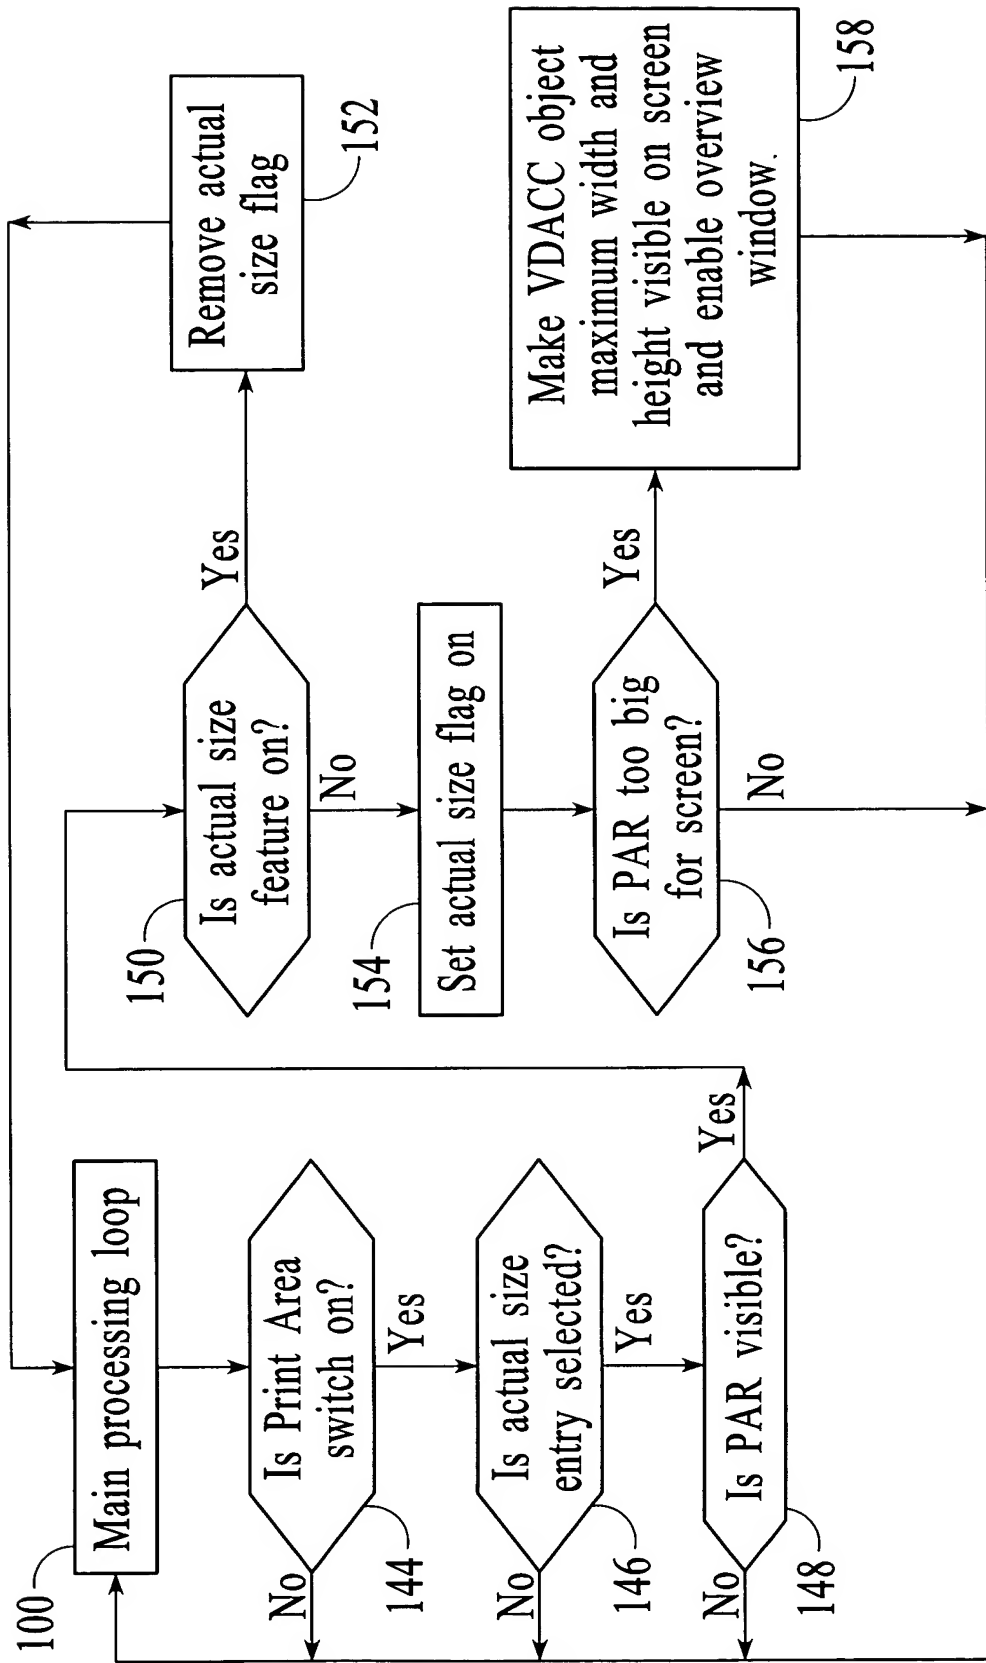 100
Main processing loop
Is Print Area
switch on?
No
144
Yes
Is actual size
entry selected?
No
146
Yes
Is PAR visible?
No
148
Yes
150
Is actual size
feature on?
Yes
Remove actual
size flag
152
No
154
Set actual size flag on
Is PAR too big
for screen?
156
No
Yes
Make VDACC object
maximum width and
height visible on screen
and enable overview
window.
158